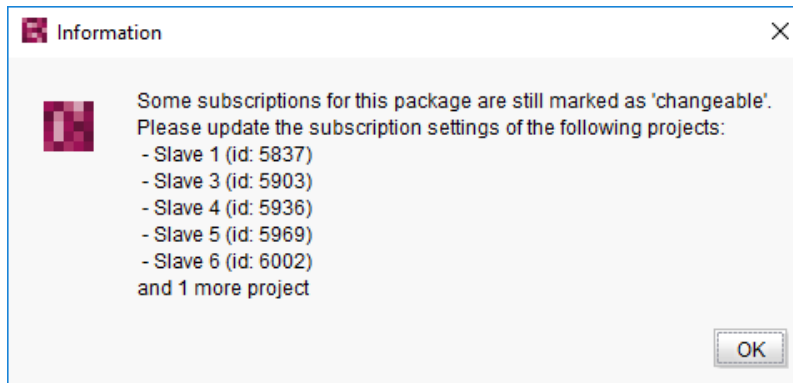 Information
Some subscriptions for this package are still marked as 'changeable'.
Please update the subscription settings of the following projects:
- Slave 1 (id: 5837)
- Slave 3 (id: 5903)
- Slave 4 (id: 5936)
- Slave 5 (id: 5969)
- Slave 6 (id: 6002)
and 1 more project
OK